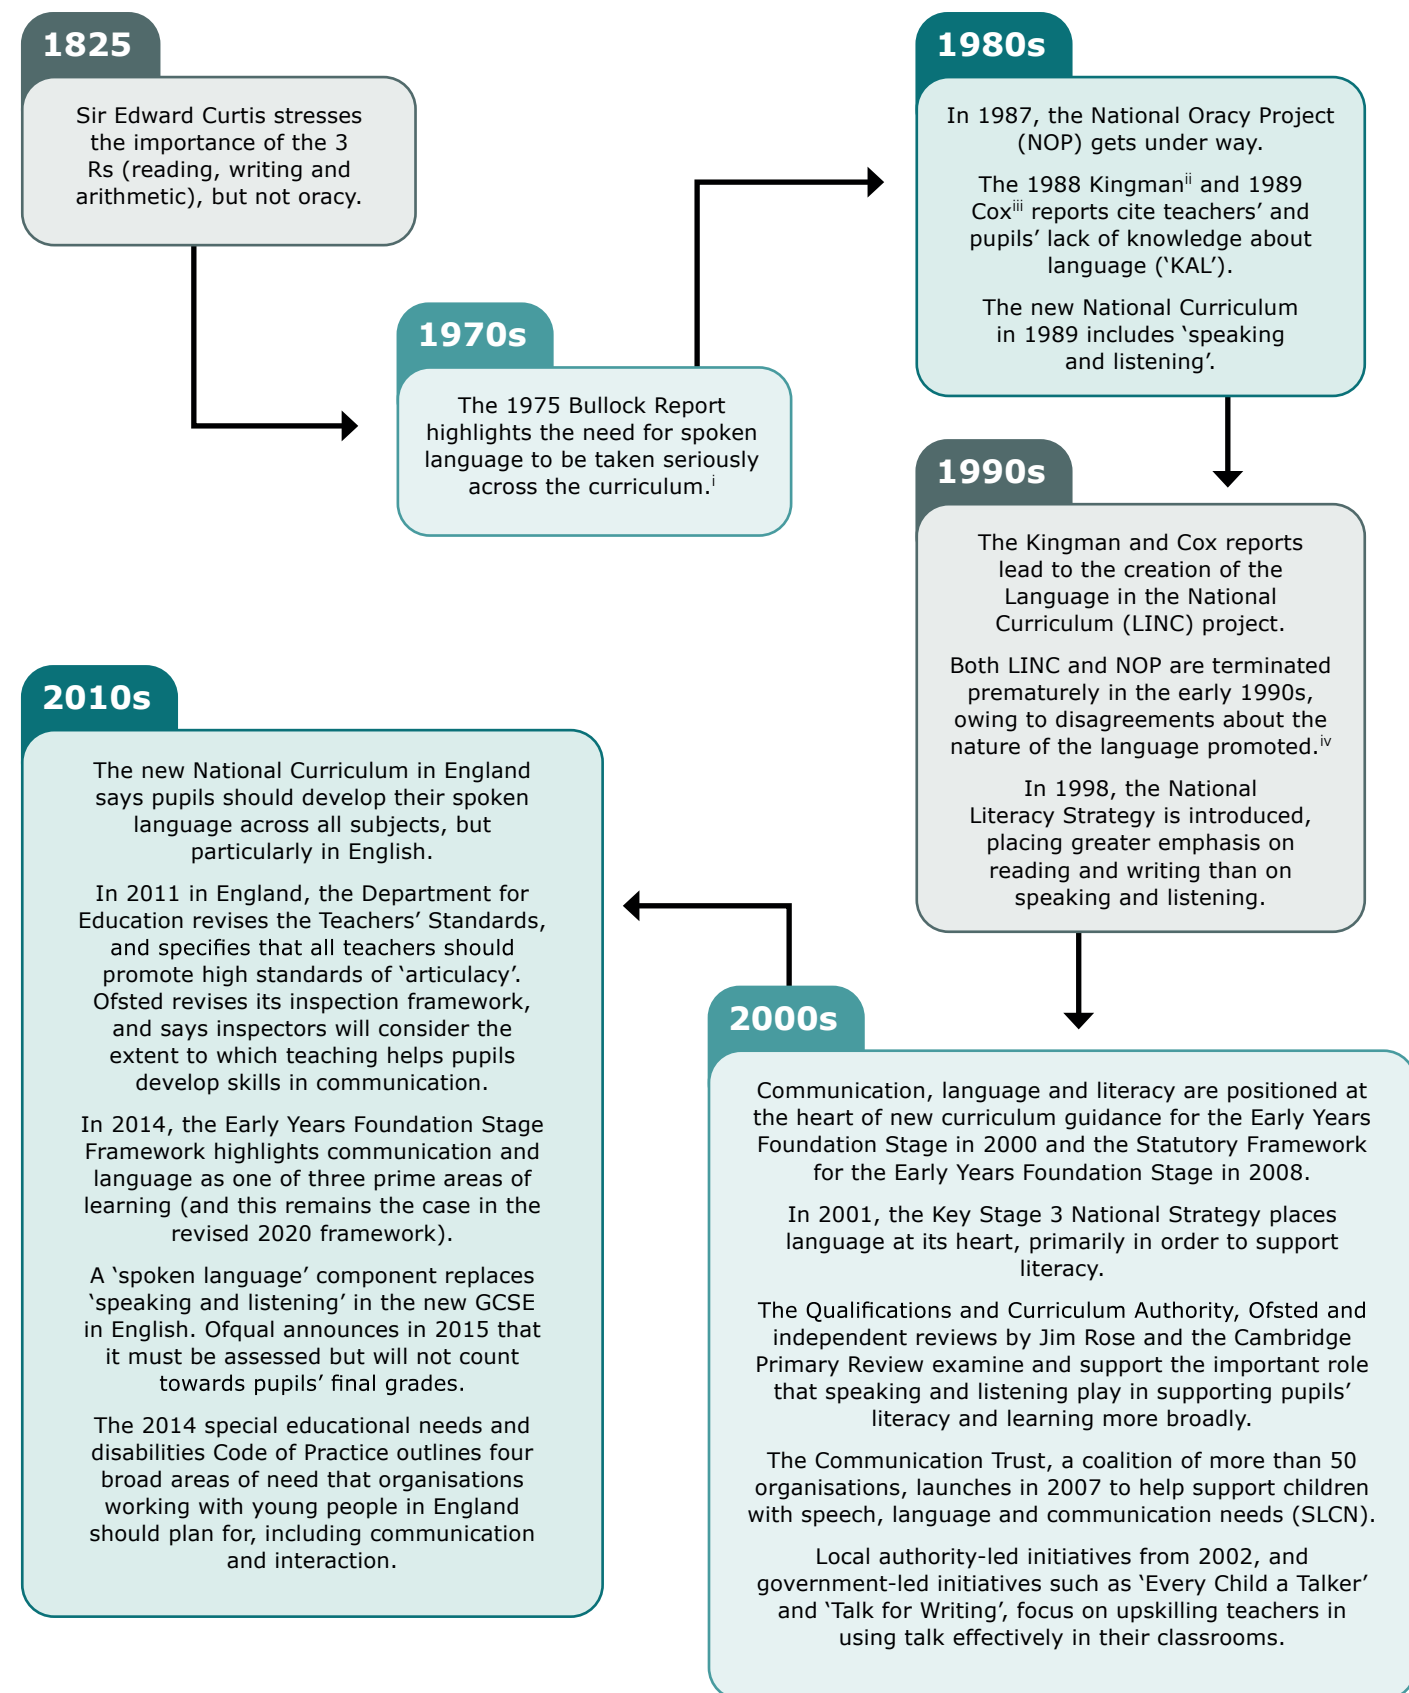 1825
Sir Edward Curtis stresses
the importance of the 3
Rs (reading, writing and
arithmetic), but not oracy.
1970s
The 1975 Bullock Report
highlights the need for spoken
language to be taken seriously
across the curriculum.i
1980s
In 1987, the National Oracy Project
(NOP) gets under way.
The 1988 Kingmanii and 1989
Coxiii reports cite teachers’ and
pupils’ lack of knowledge about
language (‘KAL’).
The new National Curriculum
in 1989 includes ‘speaking
and listening’.
1990s
The Kingman and Cox reports
lead to the creation of the
Language in the National
Curriculum (LINC) project.
Both LINC and NOP are terminated
prematurely in the early 1990s,
owing to disagreements about the
nature of the language promoted.iv
In 1998, the National
Literacy Strategy is introduced,
placing greater emphasis on
reading and writing than on
speaking and listening.
2000s
Communication, language and literacy are positioned at
the heart of new curriculum guidance for the Early Years
Foundation Stage in 2000 and the Statutory Framework
for the Early Years Foundation Stage in 2008.
In 2001, the Key Stage 3 National Strategy places
language at its heart, primarily in order to support
literacy.
The Qualifications and Curriculum Authority, Ofsted and
independent reviews by Jim Rose and the Cambridge
Primary Review examine and support the important role
that speaking and listening play in supporting pupils’
literacy and learning more broadly.
The Communication Trust, a coalition of more than 50
organisations, launches in 2007 to help support children
with speech, language and communication needs (SLCN).
Local authority-led initiatives from 2002, and
government-led initiatives such as ‘Every Child a Talker’
and ‘Talk for Writing’, focus on upskilling teachers in
using talk effectively in their classrooms.
2010s
The new National Curriculum in England
says pupils should develop their spoken
language across all subjects, but
particularly in English.
In 2011 in England, the Department for
Education revises the Teachers’ Standards,
and specifies that all teachers should
promote high standards of ‘articulacy’.
Ofsted revises its inspection framework,
and says inspectors will consider the
extent to which teaching helps pupils
develop skills in communication.
In 2014, the Early Years Foundation Stage
Framework highlights communication and
language as one of three prime areas of
learning (and this remains the case in the
revised 2020 framework).
A ‘spoken language’ component replaces
‘speaking and listening’ in the new GCSE
in English. Ofqual announces in 2015 that
it must be assessed but will not count
towards pupils’ final grades.
The 2014 special educational needs and
disabilities Code of Practice outlines four
broad areas of need that organisations
working with young people in England
should plan for, including communication
and interaction.